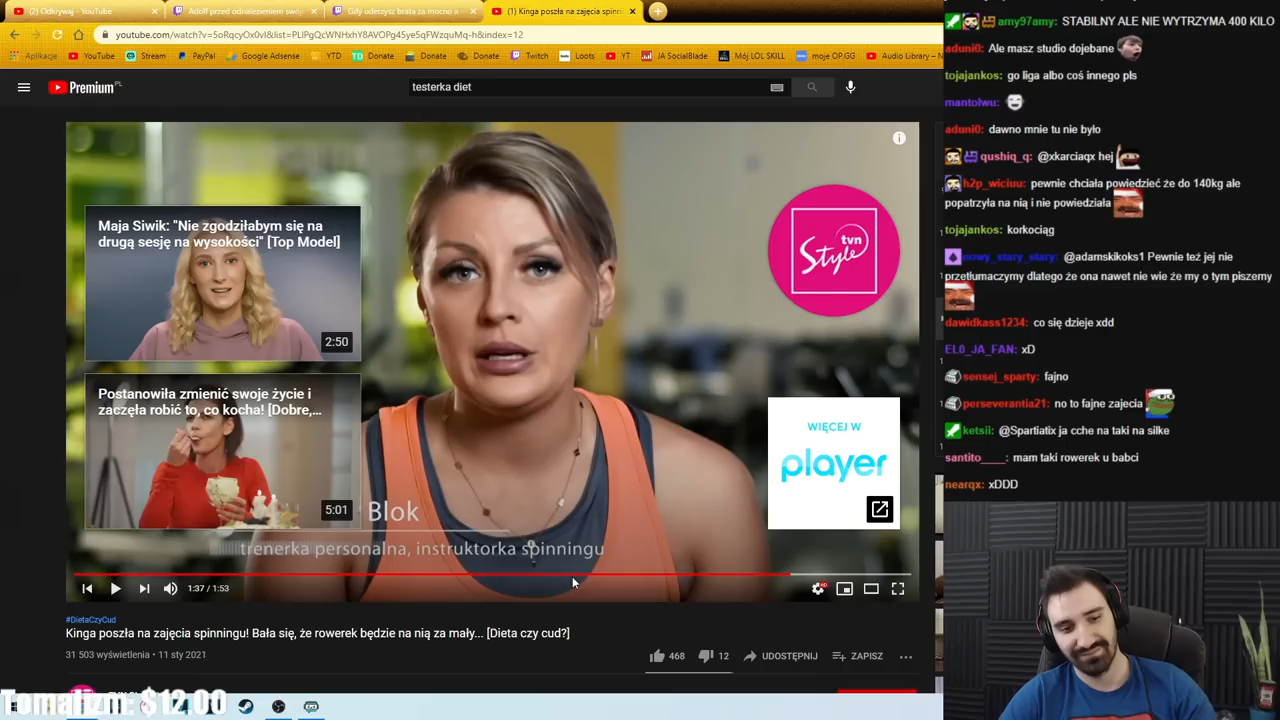 (2) Odkrywaj - YouTube
Adolf przed odnalezieniem swoj
Gdy uderzysz brata za mocno a
(1) Kinga poszła na zajęcia spinn
youtube.com/watch?v=5oRqcyOx0vI&list=PLlPgQcWNHxhY8AVOPg45ye5qFWzquMq-h&index=12
Aplikacje
YouTube
Stream
PayPal
Google Adsense
YTD
Donate
Donate
Donate
Twitch
Loots
YT
JA SocialBlade
Mój LOL SKILL
moje OP.GG
Audio Library
Premium PL
testerka diet
Maja Siwik: "Nie zgodziłabym się na
drugą sesję na wysokości" [Top Model]
2:50
Postanowiła zmienić swoje życie i
zaczęła robić to, co kocha! [Dobre,...
5:01
tvn
Style
WIĘCEJ W
player
Blok
trenerka personalna, instruktorka spinningu
1:37 / 1:53
HD
#DietaCzyCud
Kinga poszła na zajęcia spinningu! Bała się, że rowerek będzie na nią za mały... [Dieta czy cud?]
31 503 wyświetlenia • 11 sty 2021
468
12
UDOSTĘPNIJ
ZAPISZ
$12.00
amy97amy: STABILNY ALE NIE WYTRZYMA 400 KILO
aduni0: Ale masz studio dojebane
tojajankos: go liga albo coś innego pls
mantolwu:
aduni0: dawno mnie tu nie było
qushiq_q: @xkarciaqx hej
h2p_wiciuu: pewnie chciała powiedzieć że do 140kg ale
popatrzyła na nią i nie powiedziała
tojajankos: korkociąg
nowy_stary_stary: @adamskikoks1 Pewnie też jej nie
przetłumaczymy dlatego że ona nawet nie wie że my o tym piszemy
dawidkass1234: co się dzieje xdd
EL0_JA_FAN: xD
sensej_sparty: fajno
perseverantia21: no to fajne zajecia
ketsii: @Spartiatix ja cche na taki na silke
santito____: mam taki rowerek u babci
nearqx: xDDD